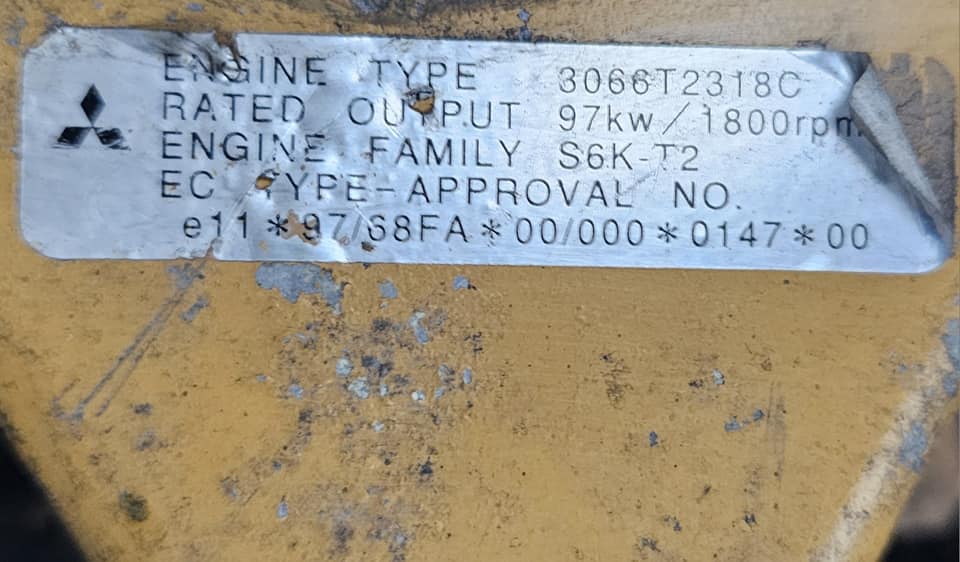 ENGINE TYPE 3066T2318C
RATED OUTPUT 97kw/1800rpm
ENGINE FAMILY S6K-T2
EC TYPE-APPROVAL NO.
e11*97/68FA*00/000*0147*00